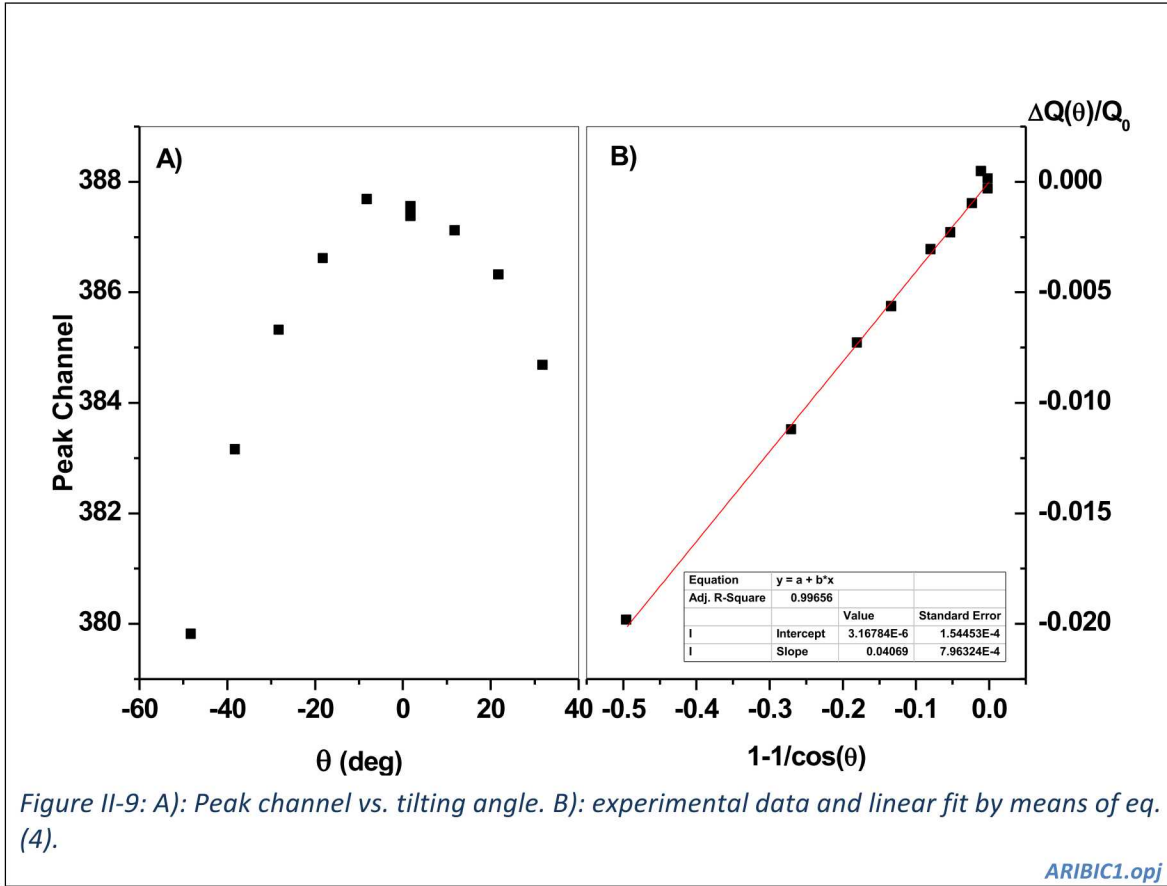 A)
388
386
384
382
380
Peak Channel
-60 -40 -20 0 20 40
θ (deg)
B)
ΔQ(θ)/Q₀
0.000
-0.005
-0.010
-0.015
-0.020
Equation y = a + b*x
Adj. R-Square 0.99656
Value Standard Error
I Intercept 3.16784E-6 1.54453E-4
I Slope 0.04069 7.96324E-4
-0.5 -0.4 -0.3 -0.2 -0.1 0.0
1-1/cos(θ)
Figure II-9: A): Peak channel vs. tilting angle. B): experimental data and linear fit by means of eq.
(4).
ARIBIC1.opj